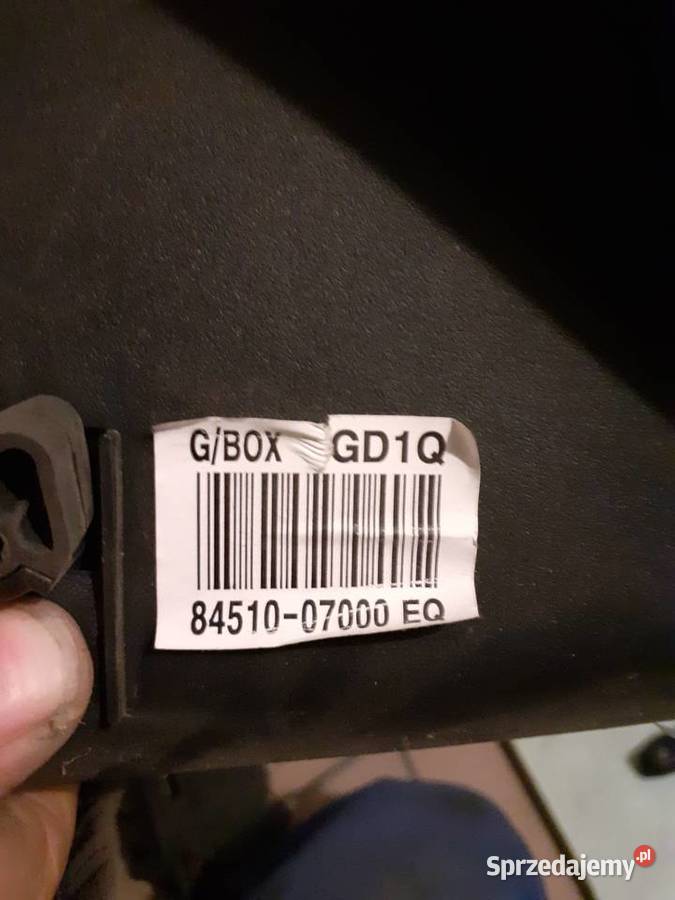 G/BOX GD1Q
84510-07000 EQ
Sprzedajemy.pl